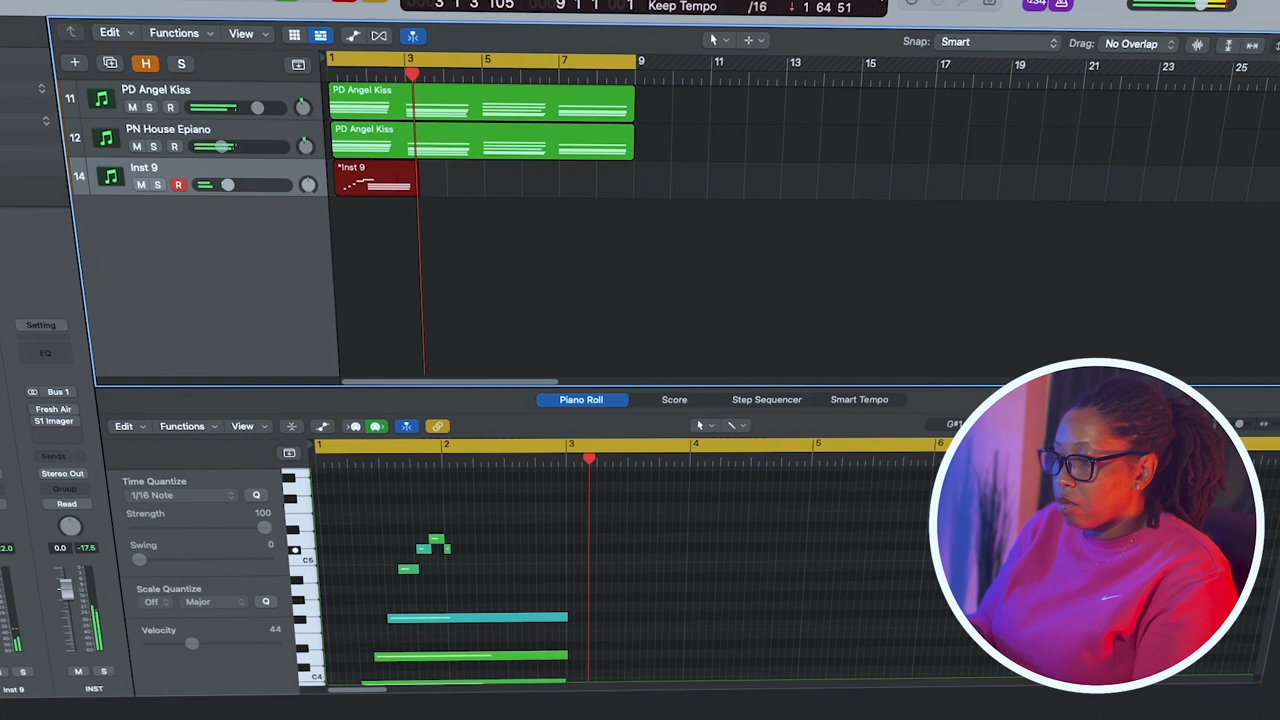 3 1 3 105 9 1 1 Keep Tempo /16 1 64 51 1234
Edit Functions View Snap: Smart Drag: No Overlap
H S 1 3 5 7 9 11 13 15 17 19 21 23 25
11 PD Angel Kiss PD Angel Kiss
M S R
12 PN House Epiano PD Angel Kiss
M S R
14 Inst 9 *Inst 9
M S R
Setting
EQ
Bus 1
Fresh Air
S1 Imager
Sends
Stereo Out
Group
Read
0.0 -17.5
M S
Inst 9 INST
Piano Roll Score Step Sequencer Smart Tempo
Edit Functions View
1 2 3 4 5 6
Time Quantize
1/16 Note Q
Strength 100
Swing 0
Scale Quantize
Off Major Q
Velocity 44
C5
C4